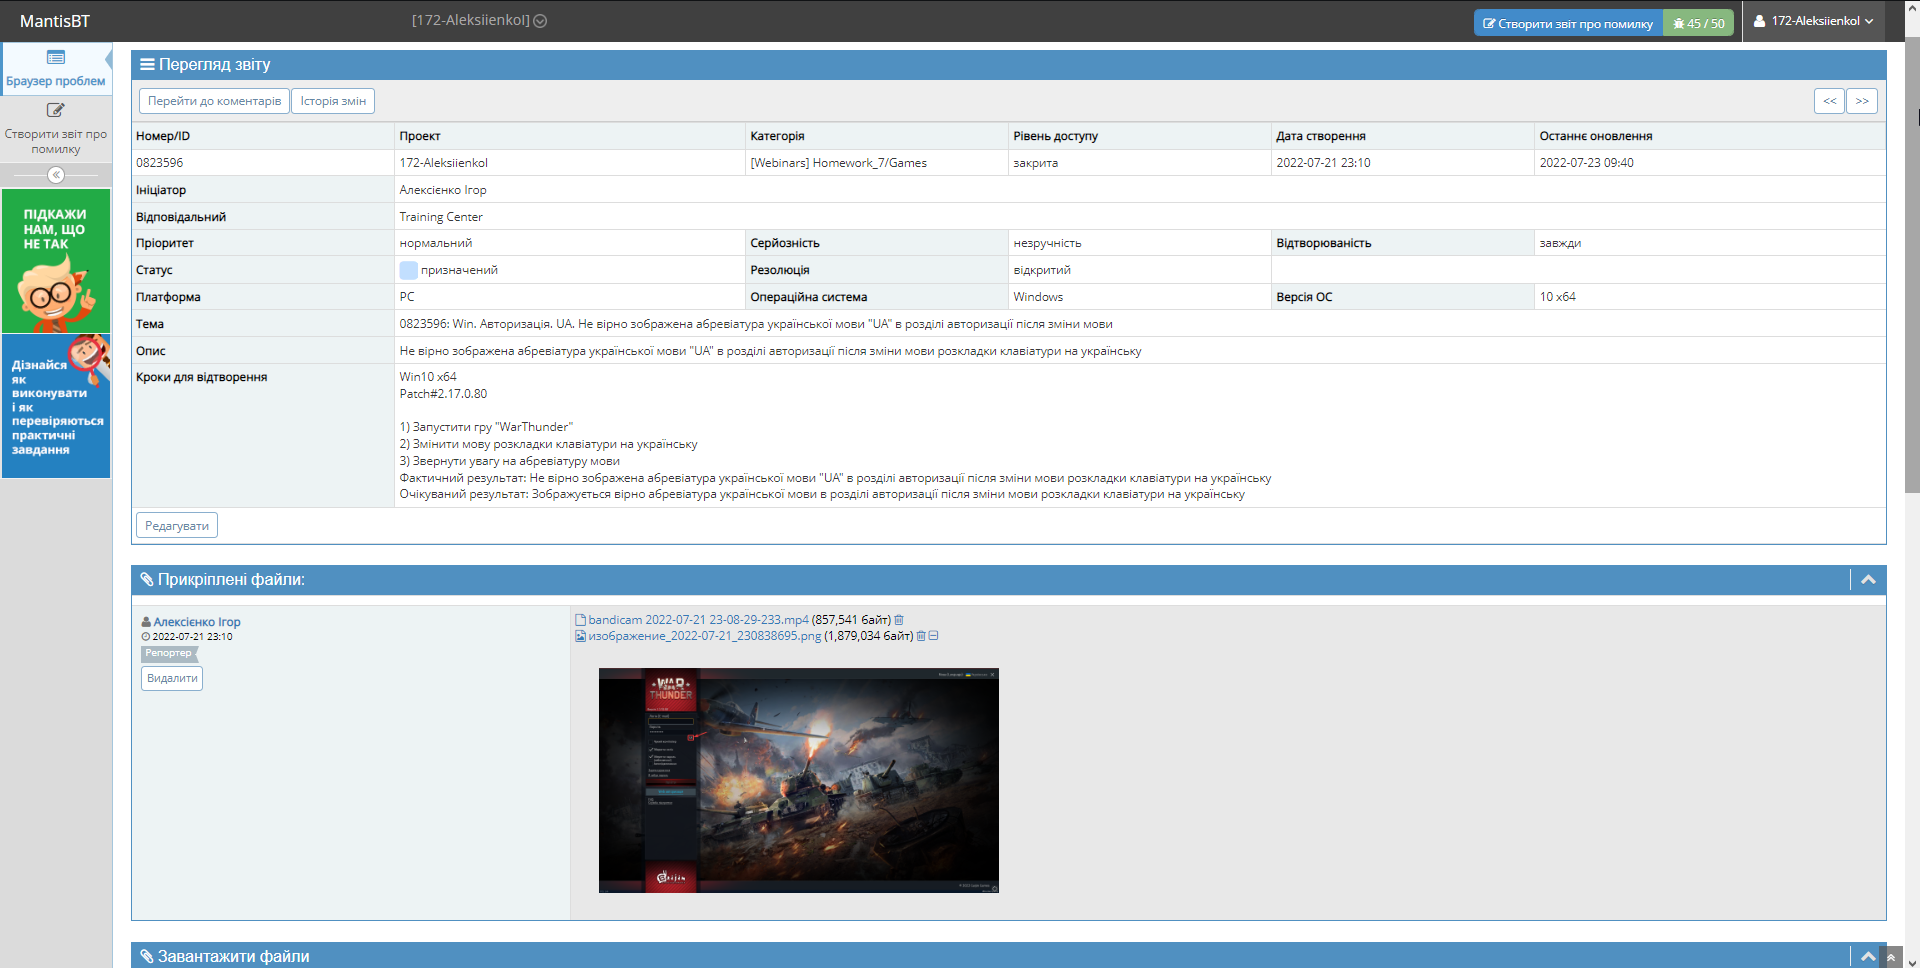 MantisBT
[172-Aleksiienkol]
Створити звіт про помилку
45 / 50
172-Aleksiienkol
Браузер проблем
Створити звіт про
помилку
ПІДКАЖИ
НАМ, ЩО
НЕ ТАК
Дізнайся
як
виконувати
і як
перевіряються
практичні
завдання
Перегляд звіту
Перейти до коментарів
Історія змін
<<
>>
Номер/ID Проект Категорія Рівень доступу Дата створення Останнє оновлення
0823596 172-Aleksiienkol [Webinars] Homework_7/Games закрита 2022-07-21 23:10 2022-07-23 09:40
Ініціатор Алексієнко Ігор
Відповідальний Training Center
Пріоритет нормальний Серйозність незручність Відтворюваність завжди
Статус призначений Резолюція відкритий
Платформа PC Операційна система Windows Версія ОС 10 x64
Тема 0823596: Win. Авторизація. UA. Не вірно зображена абревіатура української мови "UA" в розділі авторизації після зміни мови
Опис Не вірно зображена абревіатура української мови "UA" в розділі авторизації після зміни мови розкладки клавіатури на українську
Кроки для відтворення Win10 x64
Patch#2.17.0.80
1) Запустити гру "WarThunder"
2) Змінити мову розкладки клавіатури на українську
3) Звернути увагу на абревіатуру мови
Фактичний результат: Не вірно зображена абревіатура української мови "UA" в розділі авторизації після зміни мови розкладки клавіатури на українську
Очікуваний результат: Зображується вірно абревіатура української мови в розділі авторизації після зміни мови розкладки клавіатури на українську
Редагувати
Прикріплені файли:
Алексієнко Ігор
2022-07-21 23:10
Репортер
Видалити
bandicam 2022-07-21 23-08-29-233.mp4 (857,541 байт)
изображение_2022-07-21_230838695.png (1,879,034 байт)
WAR
THUNDER
Gaijin
Завантажити файли